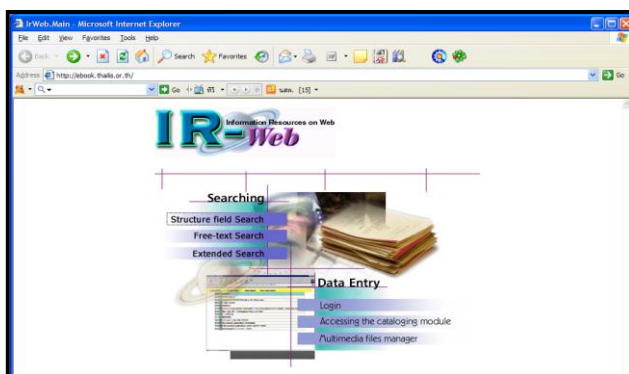 IrWeb.Main - Microsoft Internet Explorer
File Edit View Favorites Tools Help
Back Search Favorites
Address http://ebook.thalis.or.th/ Go
Go [15]
IR-Web
Information Resources on Web
Searching
Structure field Search
Free-text Search
Extended Search
Data Entry
Login
Accessing the cataloging module
Multimedia files manager